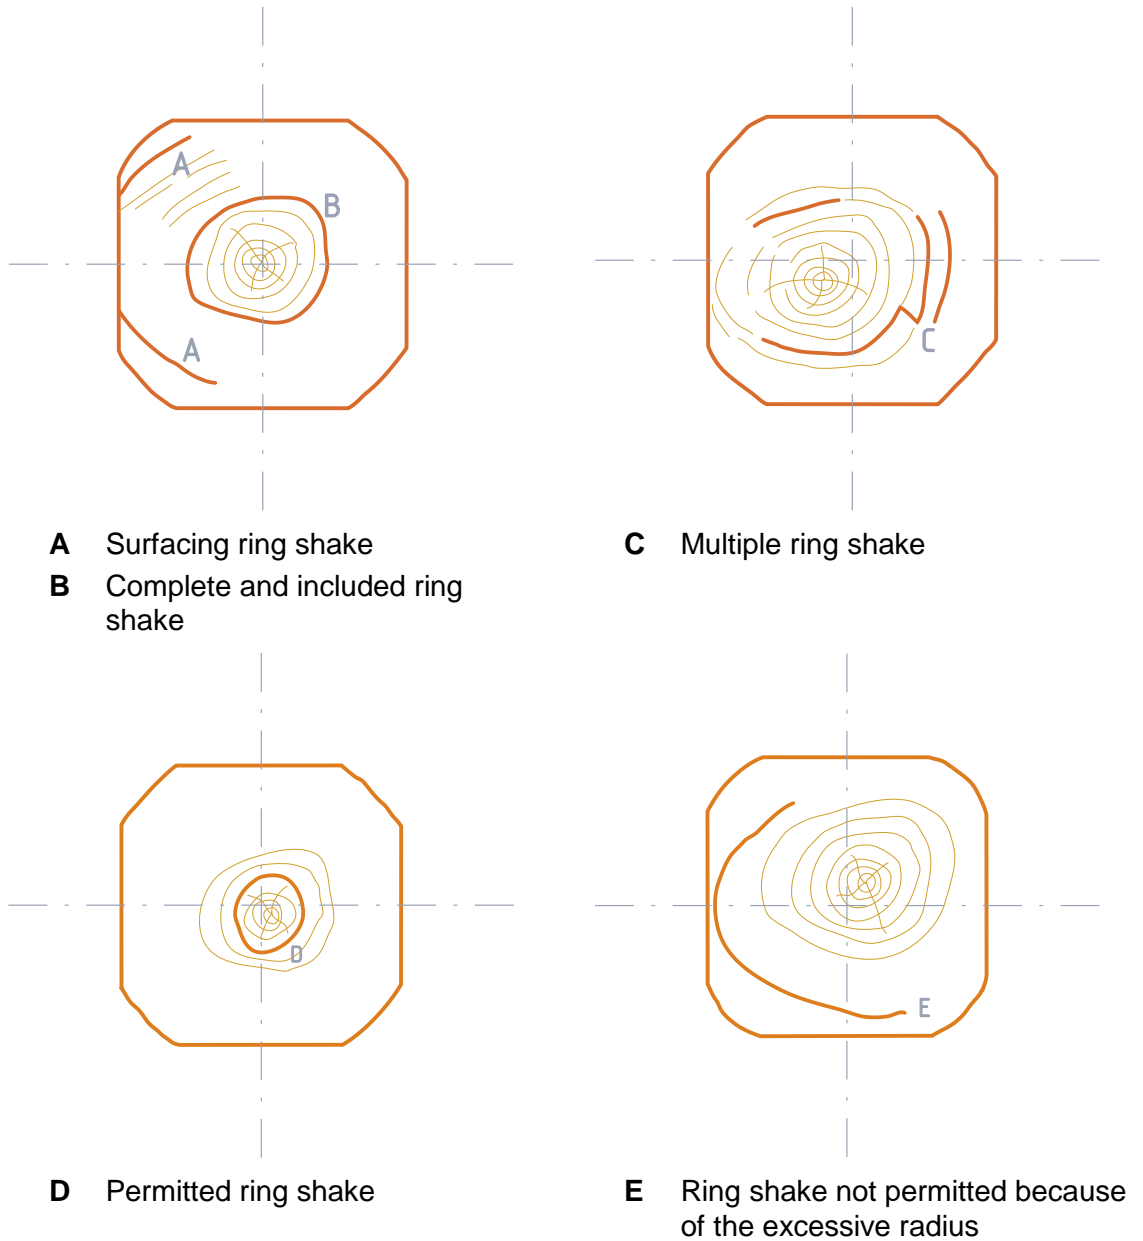 A
B
A
C
A Surfacing ring shake
B Complete and included ring
shake
C Multiple ring shake
D
E
D Permitted ring shake
E Ring shake not permitted because
of the excessive radius